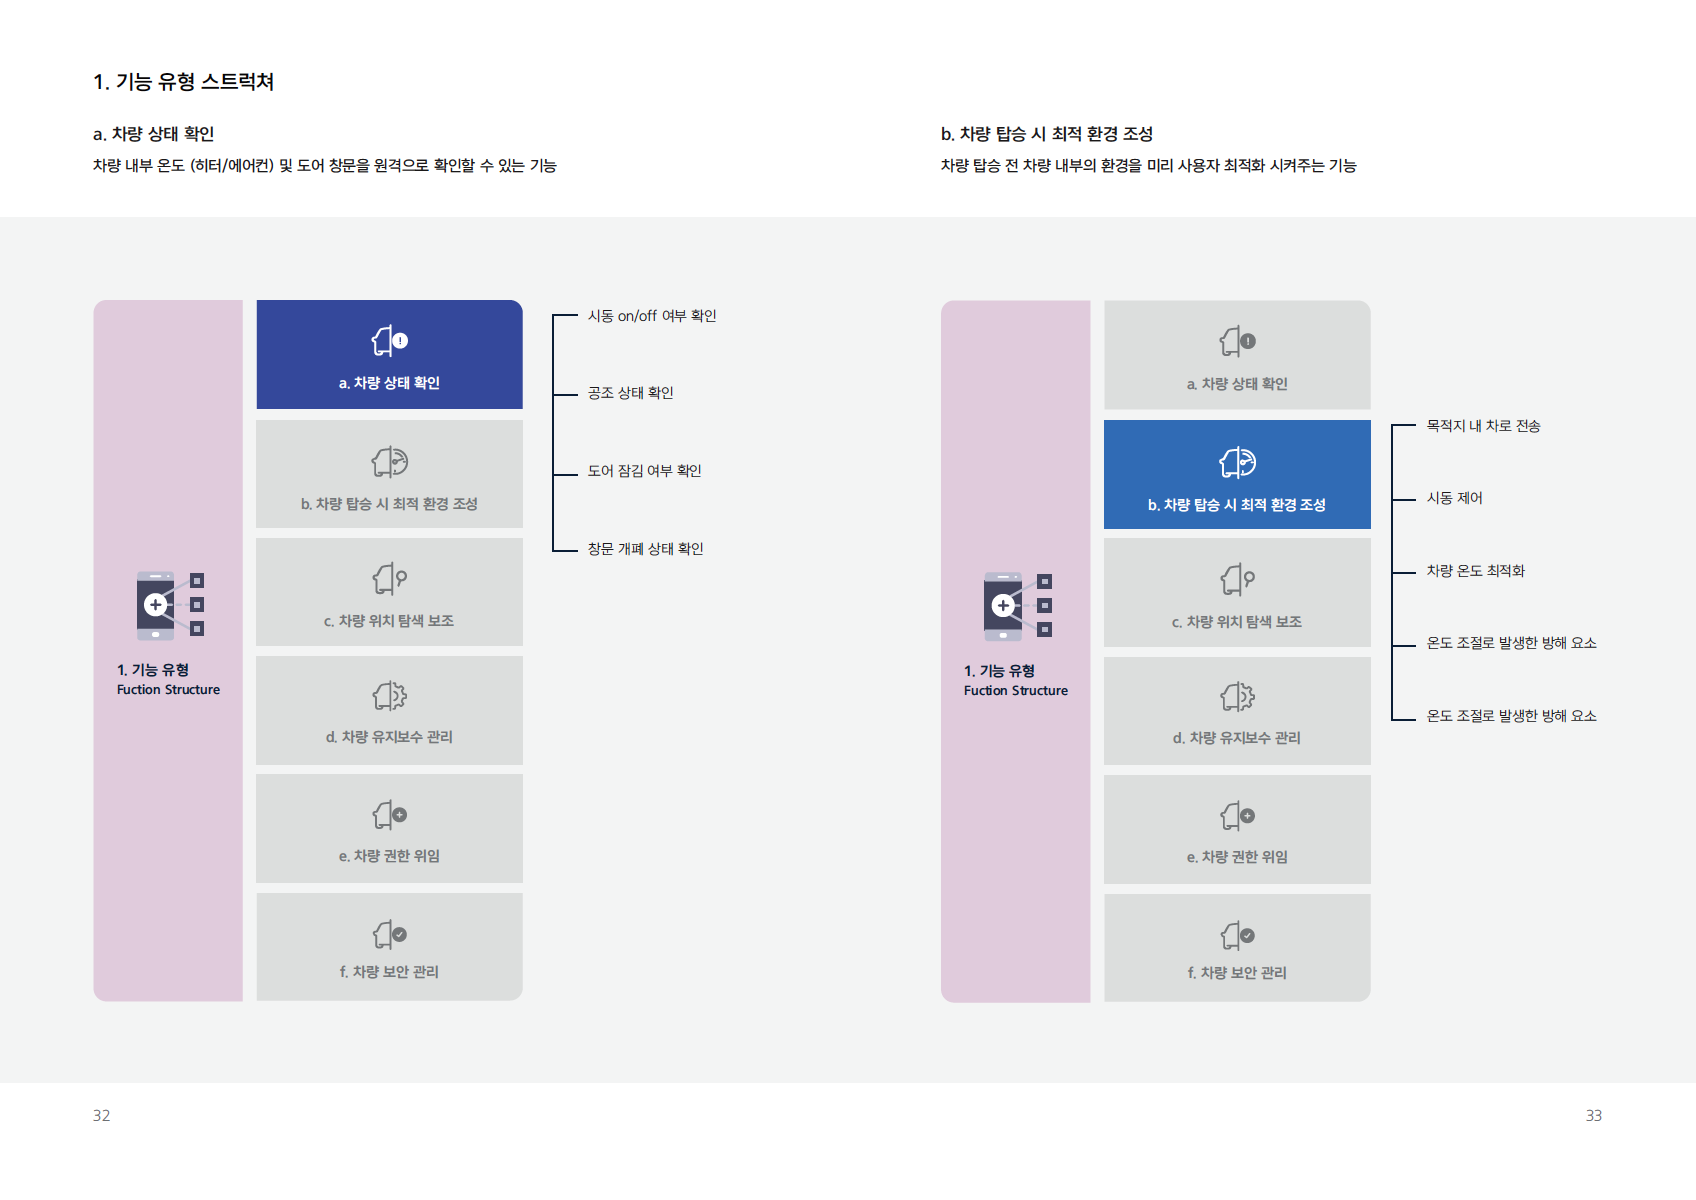 1. 기능 유형 스트럭쳐
a. 차량 상태 확인
차량 내부 온도 (히터/에어컨) 및 도어 창문을 원격으로 확인할 수 있는 기능
1. 기능 유형
Fuction Structure
a. 차량 상태 확인
b. 차량 탑승 시 최적 환경 조성
c. 차량 위치 탐색 보조
d. 차량 유지보수 관리
e. 차량 권한 위임
f. 차량 보안 관리
시동 on/off 여부 확인
공조 상태 확인
도어 잠김 여부 확인
창문 개폐 상태 확인
32
b. 차량 탑승 시 최적 환경 조성
차량 탑승 전 차량 내부의 환경을 미리 사용자 최적화 시켜주는 기능
1. 기능 유형
Fuction Structure
a. 차량 상태 확인
b. 차량 탑승 시 최적 환경 조성
c. 차량 위치 탐색 보조
d. 차량 유지보수 관리
e. 차량 권한 위임
f. 차량 보안 관리
목적지 내 차로 전송
시동 제어
차량 온도 최적화
온도 조절로 발생한 방해 요소
온도 조절로 발생한 방해 요소
33